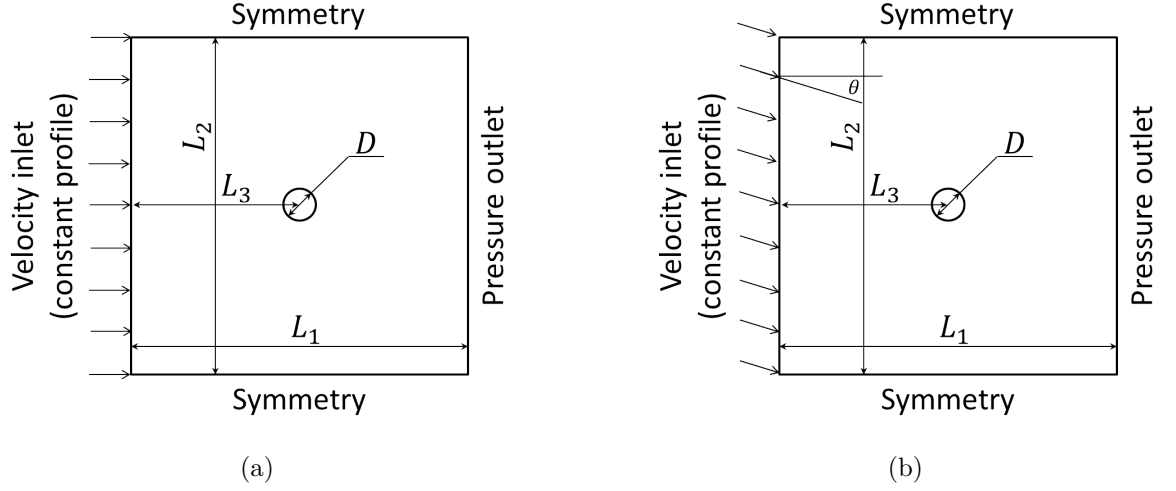 Symmetry
Velocity inlet
(constant profile)
L₂
D
L₃
L₁
Pressure outlet
Symmetry
(a)
Symmetry
Velocity inlet
(constant profile)
θ
L₂
D
L₃
L₁
Pressure outlet
Symmetry
(b)